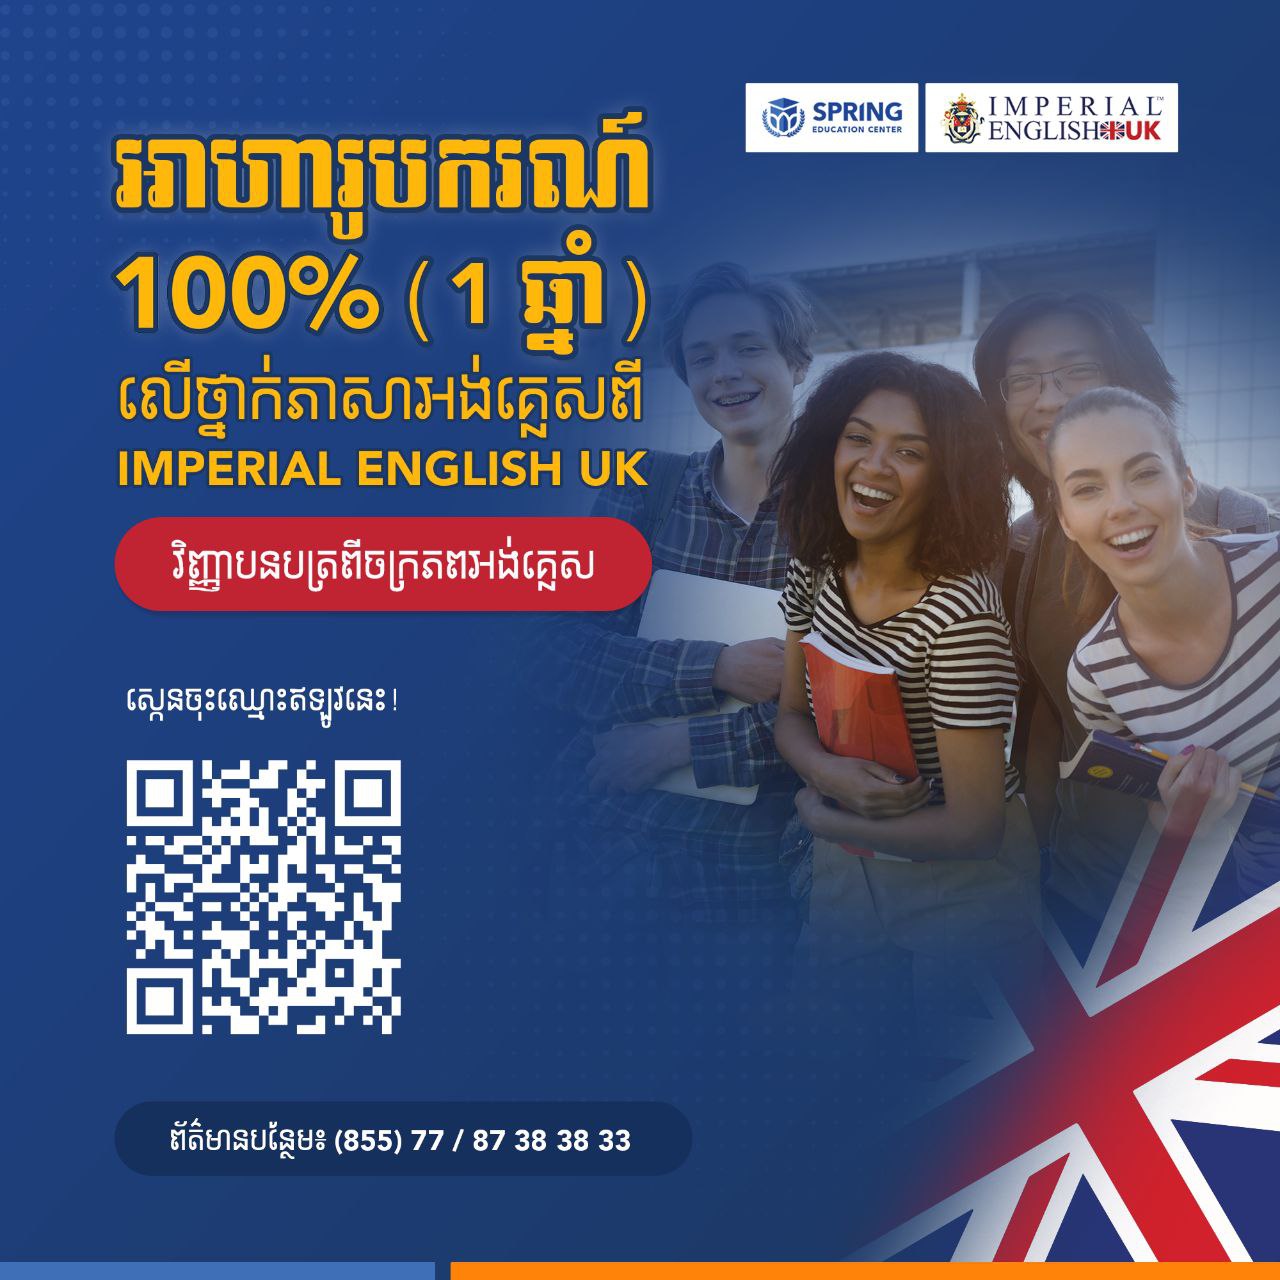 SPRING
EDUCATION CENTER
IMPERIAL™
ENGLISH UK
អាហារូបករណ៍
100% ( 1 ឆ្នាំ )
លើថ្នាក់ភាសាអង់គ្លេសពី
IMPERIAL ENGLISH UK
វិញ្ញាបនបត្រពីចក្រភពអង់គ្លេស
ស្កេនចុះឈ្មោះឥឡូវនេះ !
ព័ត៌មានបន្ថែម៖ (855) 77 / 87 38 38 33